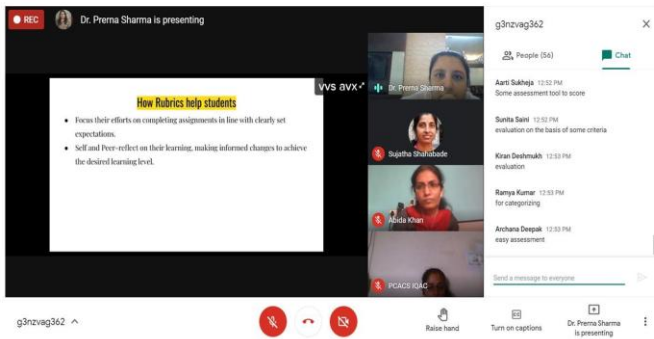 REC
Dr. Prerna Sharma is presenting
How Rubrics help students
● Focus their efforts on completing assignments in line with clearly set
expectations.
● Self and Peer-reflect on their learning, making informed changes to achieve
the desired learning level.
VVS AVX
Dr. Prerna Sharma
Sujatha Shahabade
Abida Khan
PCACS IQAC
g3nzvag362
People (56)
Chat
Aarti Sukheja 12:52 PM
Some assessment tool to score
Sunita Saini 12:52 PM
evaluation on the basis of some criteria
Kiran Deshmukh 12:53 PM
evaluation
Ramya Kumar 12:53 PM
for categorizing
Archana Deepak 12:53 PM
easy assessment
Send a message to everyone
g3nzvag362
Raise hand
Turn on captions
Dr. Prerna Sharma
is presenting